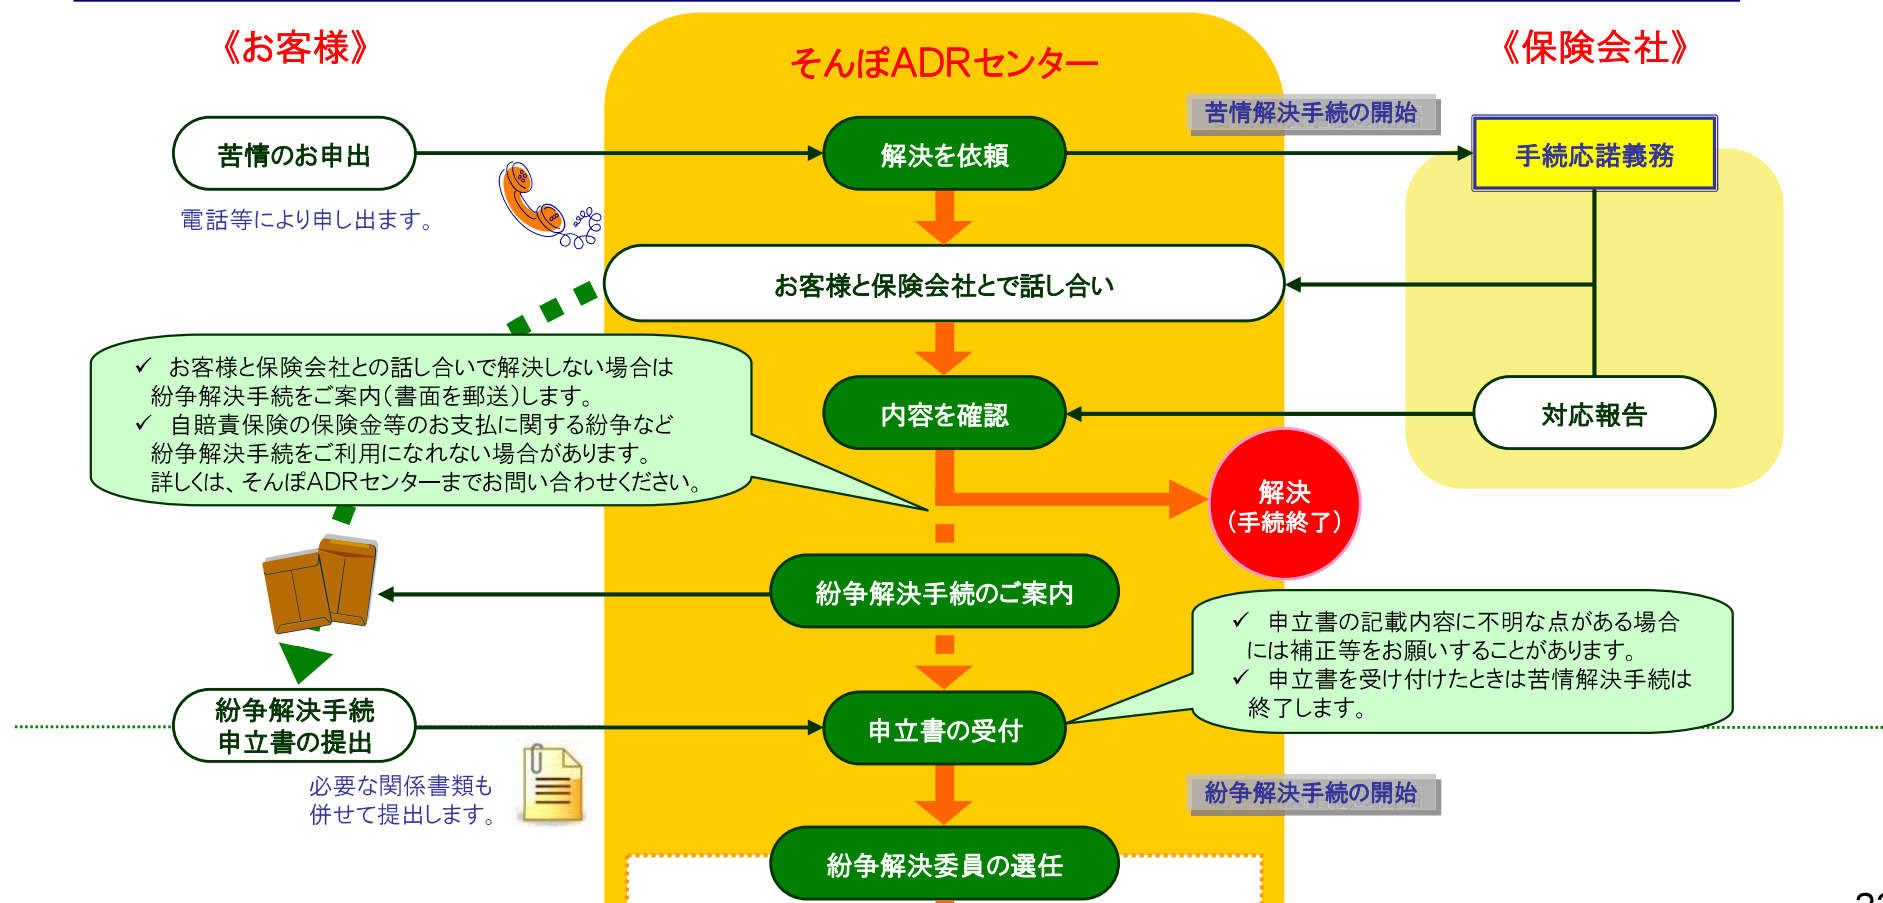 《お客様》
そんぽADRセンター
《保険会社》
苦情解決手続の開始
苦情のお申出
解決を依頼
手続応諾義務
電話等により申し出ます。
お客様と保険会社とで話し合い
✓ お客様と保険会社との話し合いで解決しない場合は
紛争解決手続をご案内(書面を郵送)します。
✓ 自賠責保険の保険金等のお支払に関する紛争など
紛争解決手続をご利用になれない場合があります。
詳しくは、そんぽADRセンターまでお問い合わせください。
内容を確認
対応報告
解決
(手続終了)
紛争解決手続のご案内
✓ 申立書の記載内容に不明な点がある場合
には補正等をお願いすることがあります。
✓ 申立書を受け付けたときは苦情解決手続は
終了します。
紛争解決手続
申立書の提出
申立書の受付
必要な関係書類も
併せて提出します。
紛争解決手続の開始
紛争解決委員の選任